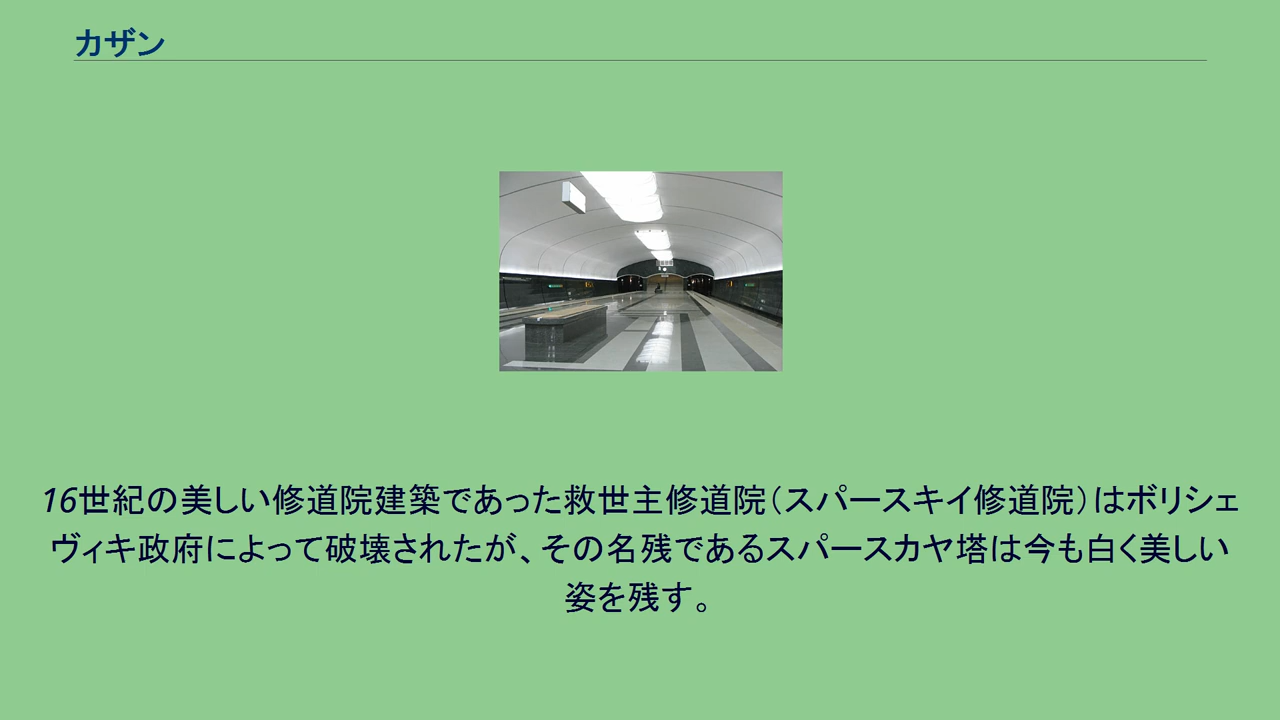 カザン
16世紀の美しい修道院建築であった救世主修道院（スパースキイ修道院）はボリシェ
ヴィキ政府によって破壊されたが、その名残であるスパースカヤ塔は今も白く美しい
姿を残す。